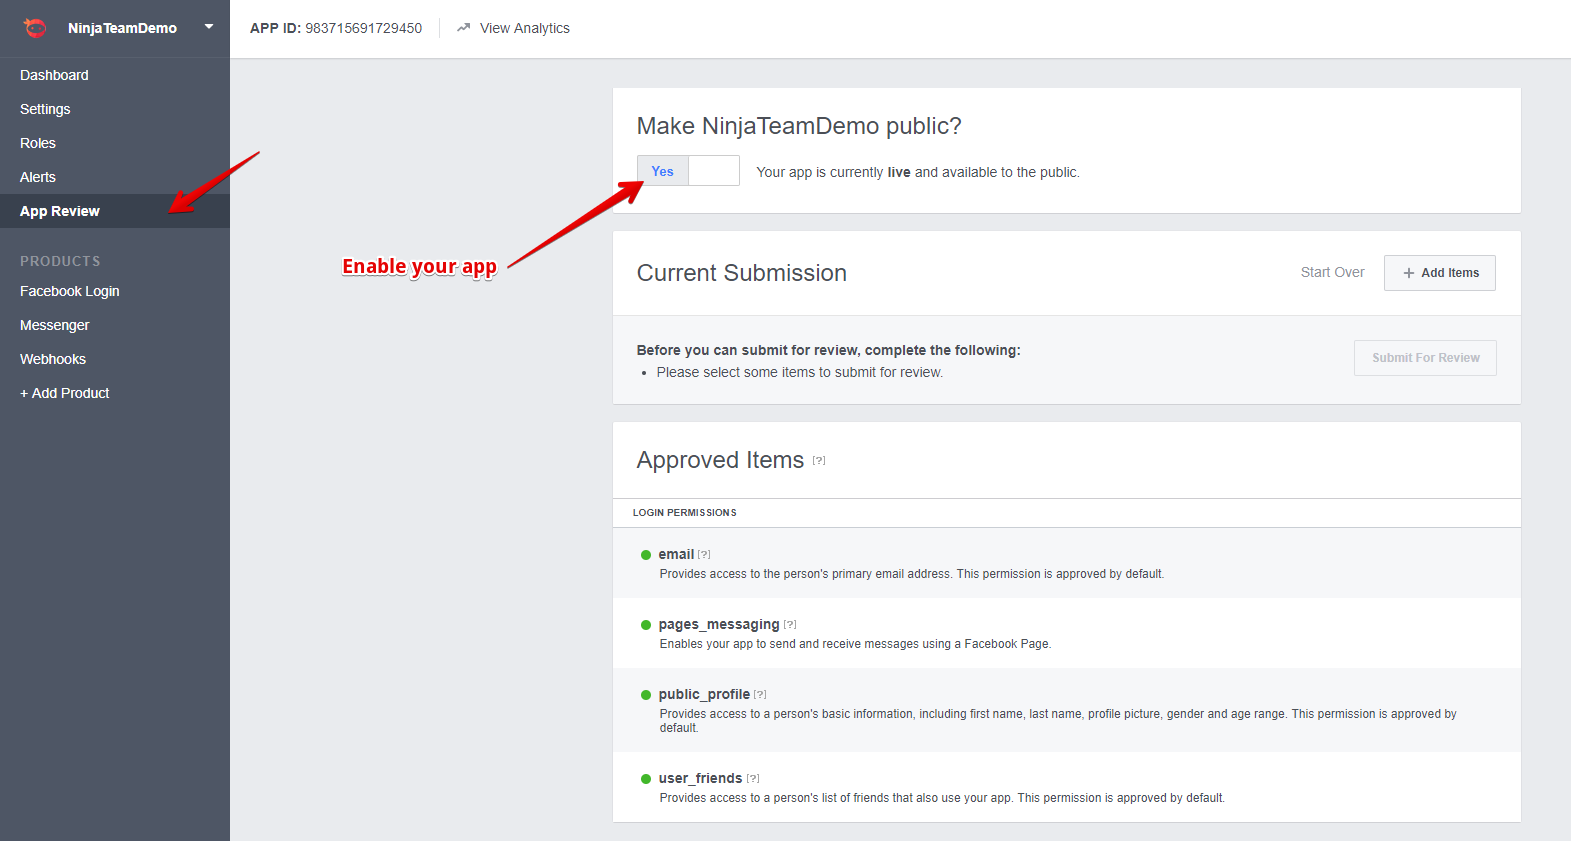 NinjaTeamDemo
APP ID: 983715691729450
View Analytics
Dashboard
Settings
Roles
Alerts
App Review
PRODUCTS
Facebook Login
Messenger
Webhooks
+ Add Product
Make NinjaTeamDemo public?
Yes
Your app is currently live and available to the public.
Enable your app
Current Submission
Start Over
+ Add Items
Before you can submit for review, complete the following:
• Please select some items to submit for review.
Submit For Review
Approved Items [?]
LOGIN PERMISSIONS
email [?]
Provides access to the person's primary email address. This permission is approved by default.
pages_messaging [?]
Enables your app to send and receive messages using a Facebook Page.
public_profile [?]
Provides access to a person's basic information, including first name, last name, profile picture, gender and age range. This permission is approved by
default.
user_friends [?]
Provides access to a person's list of friends that also use your app. This permission is approved by default.